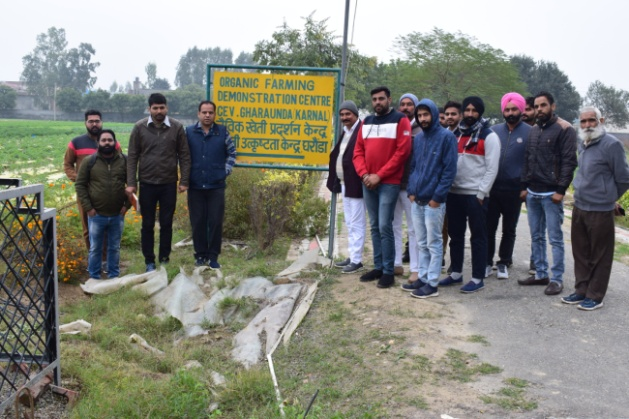 ORGANIC FARMING
DEMONSTRATION CENTRE
CEV .GHARAUNDA KARNAL
खेती प्रदर्शन केन्द्र
उत्कृष्टता केन्द्र घरौंडा